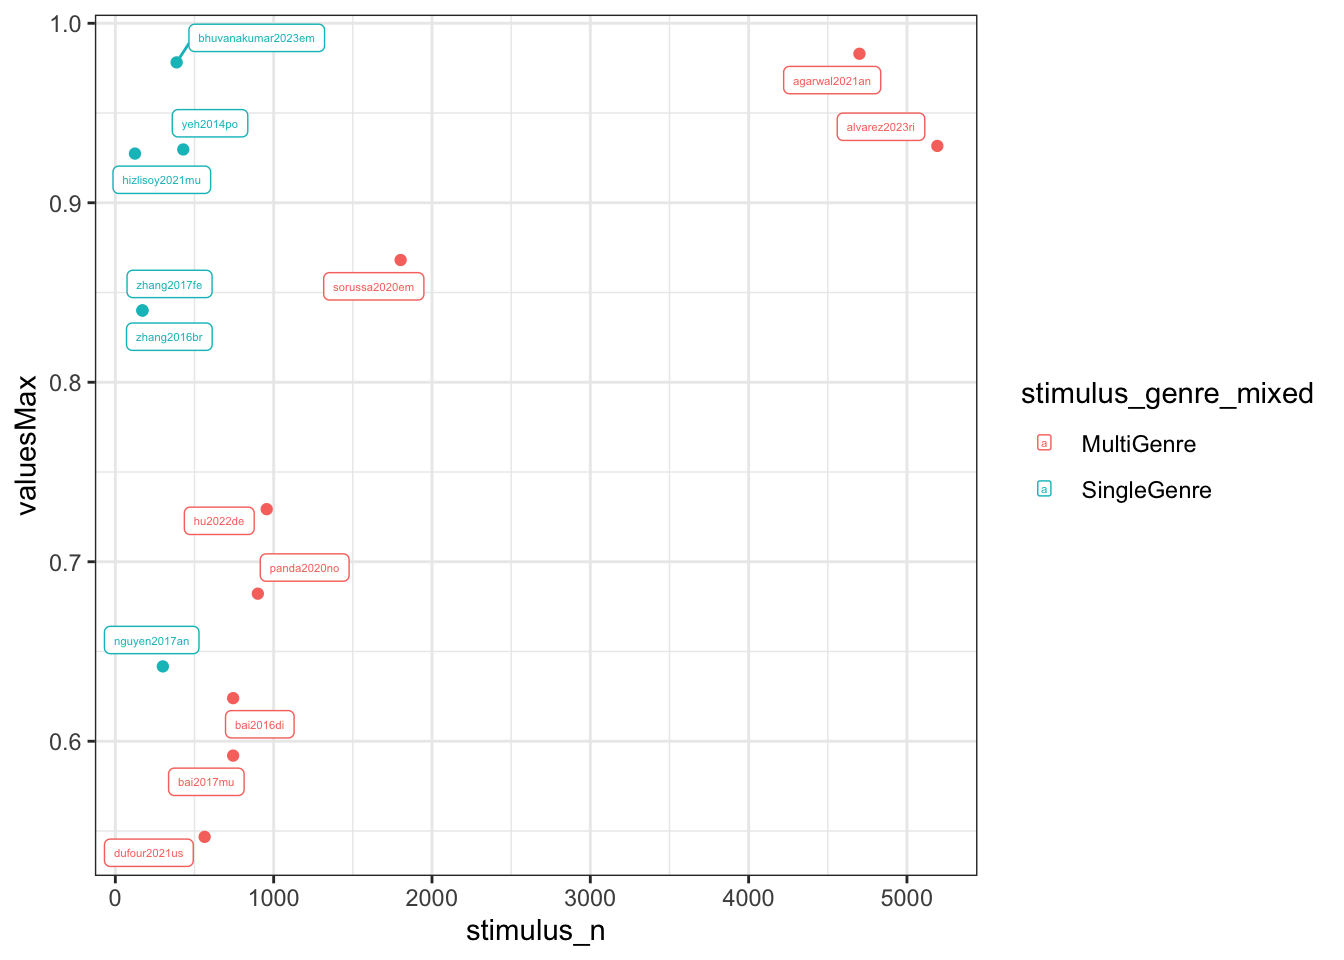 1.0
0.9
0.8
0.7
0.6
valuesMax
bhuvanakumar2023em
agarwal2021an
yeh2014po
alvarez2023ri
hizlisoy2021mu
zhang2017fe
sorussa2020em
zhang2016br
hu2022de
panda2020no
nguyen2017an
bai2016di
bai2017mu
dufour2021us
0 1000 2000 3000 4000 5000
stimulus_n
stimulus_genre_mixed
a MultiGenre
a SingleGenre